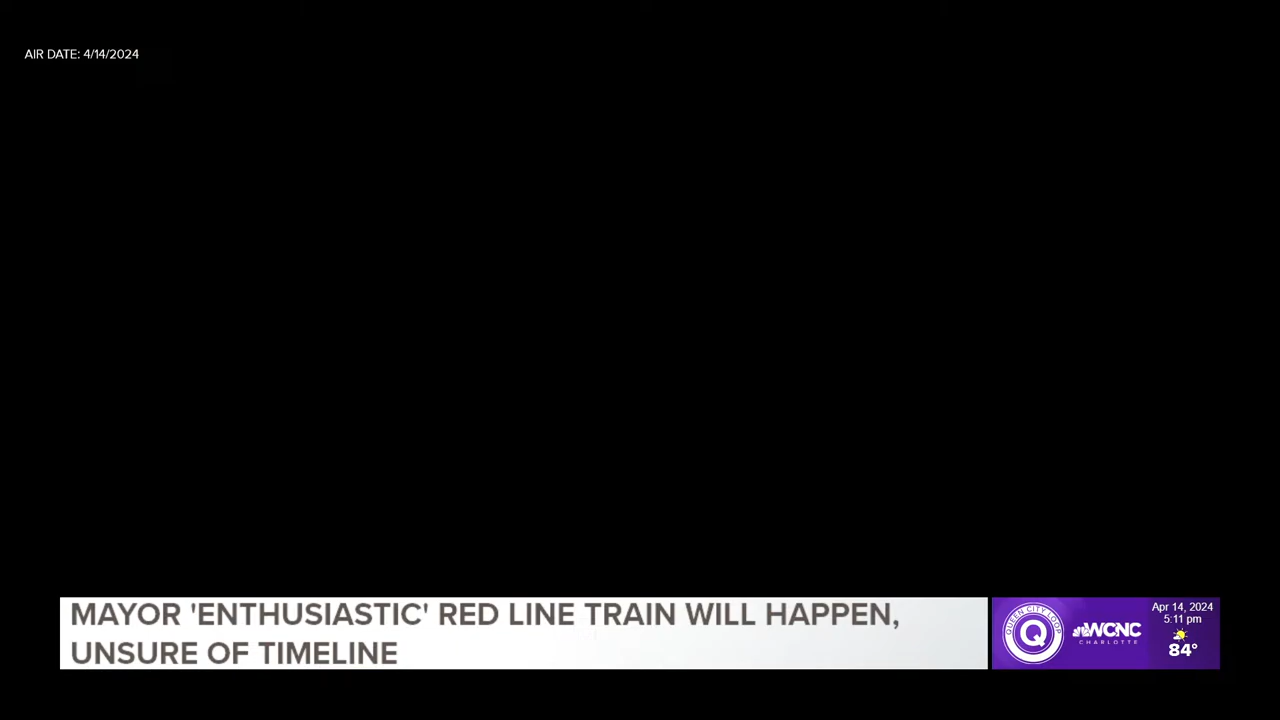 AIR DATE: 4/14/2024
MAYOR 'ENTHUSIASTIC' RED LINE TRAIN WILL HAPPEN,
UNSURE OF TIMELINE
QUEEN CITY LOOP
Q
WCNC
CHARLOTTE
Apr 14, 2024
5:11 pm
84°